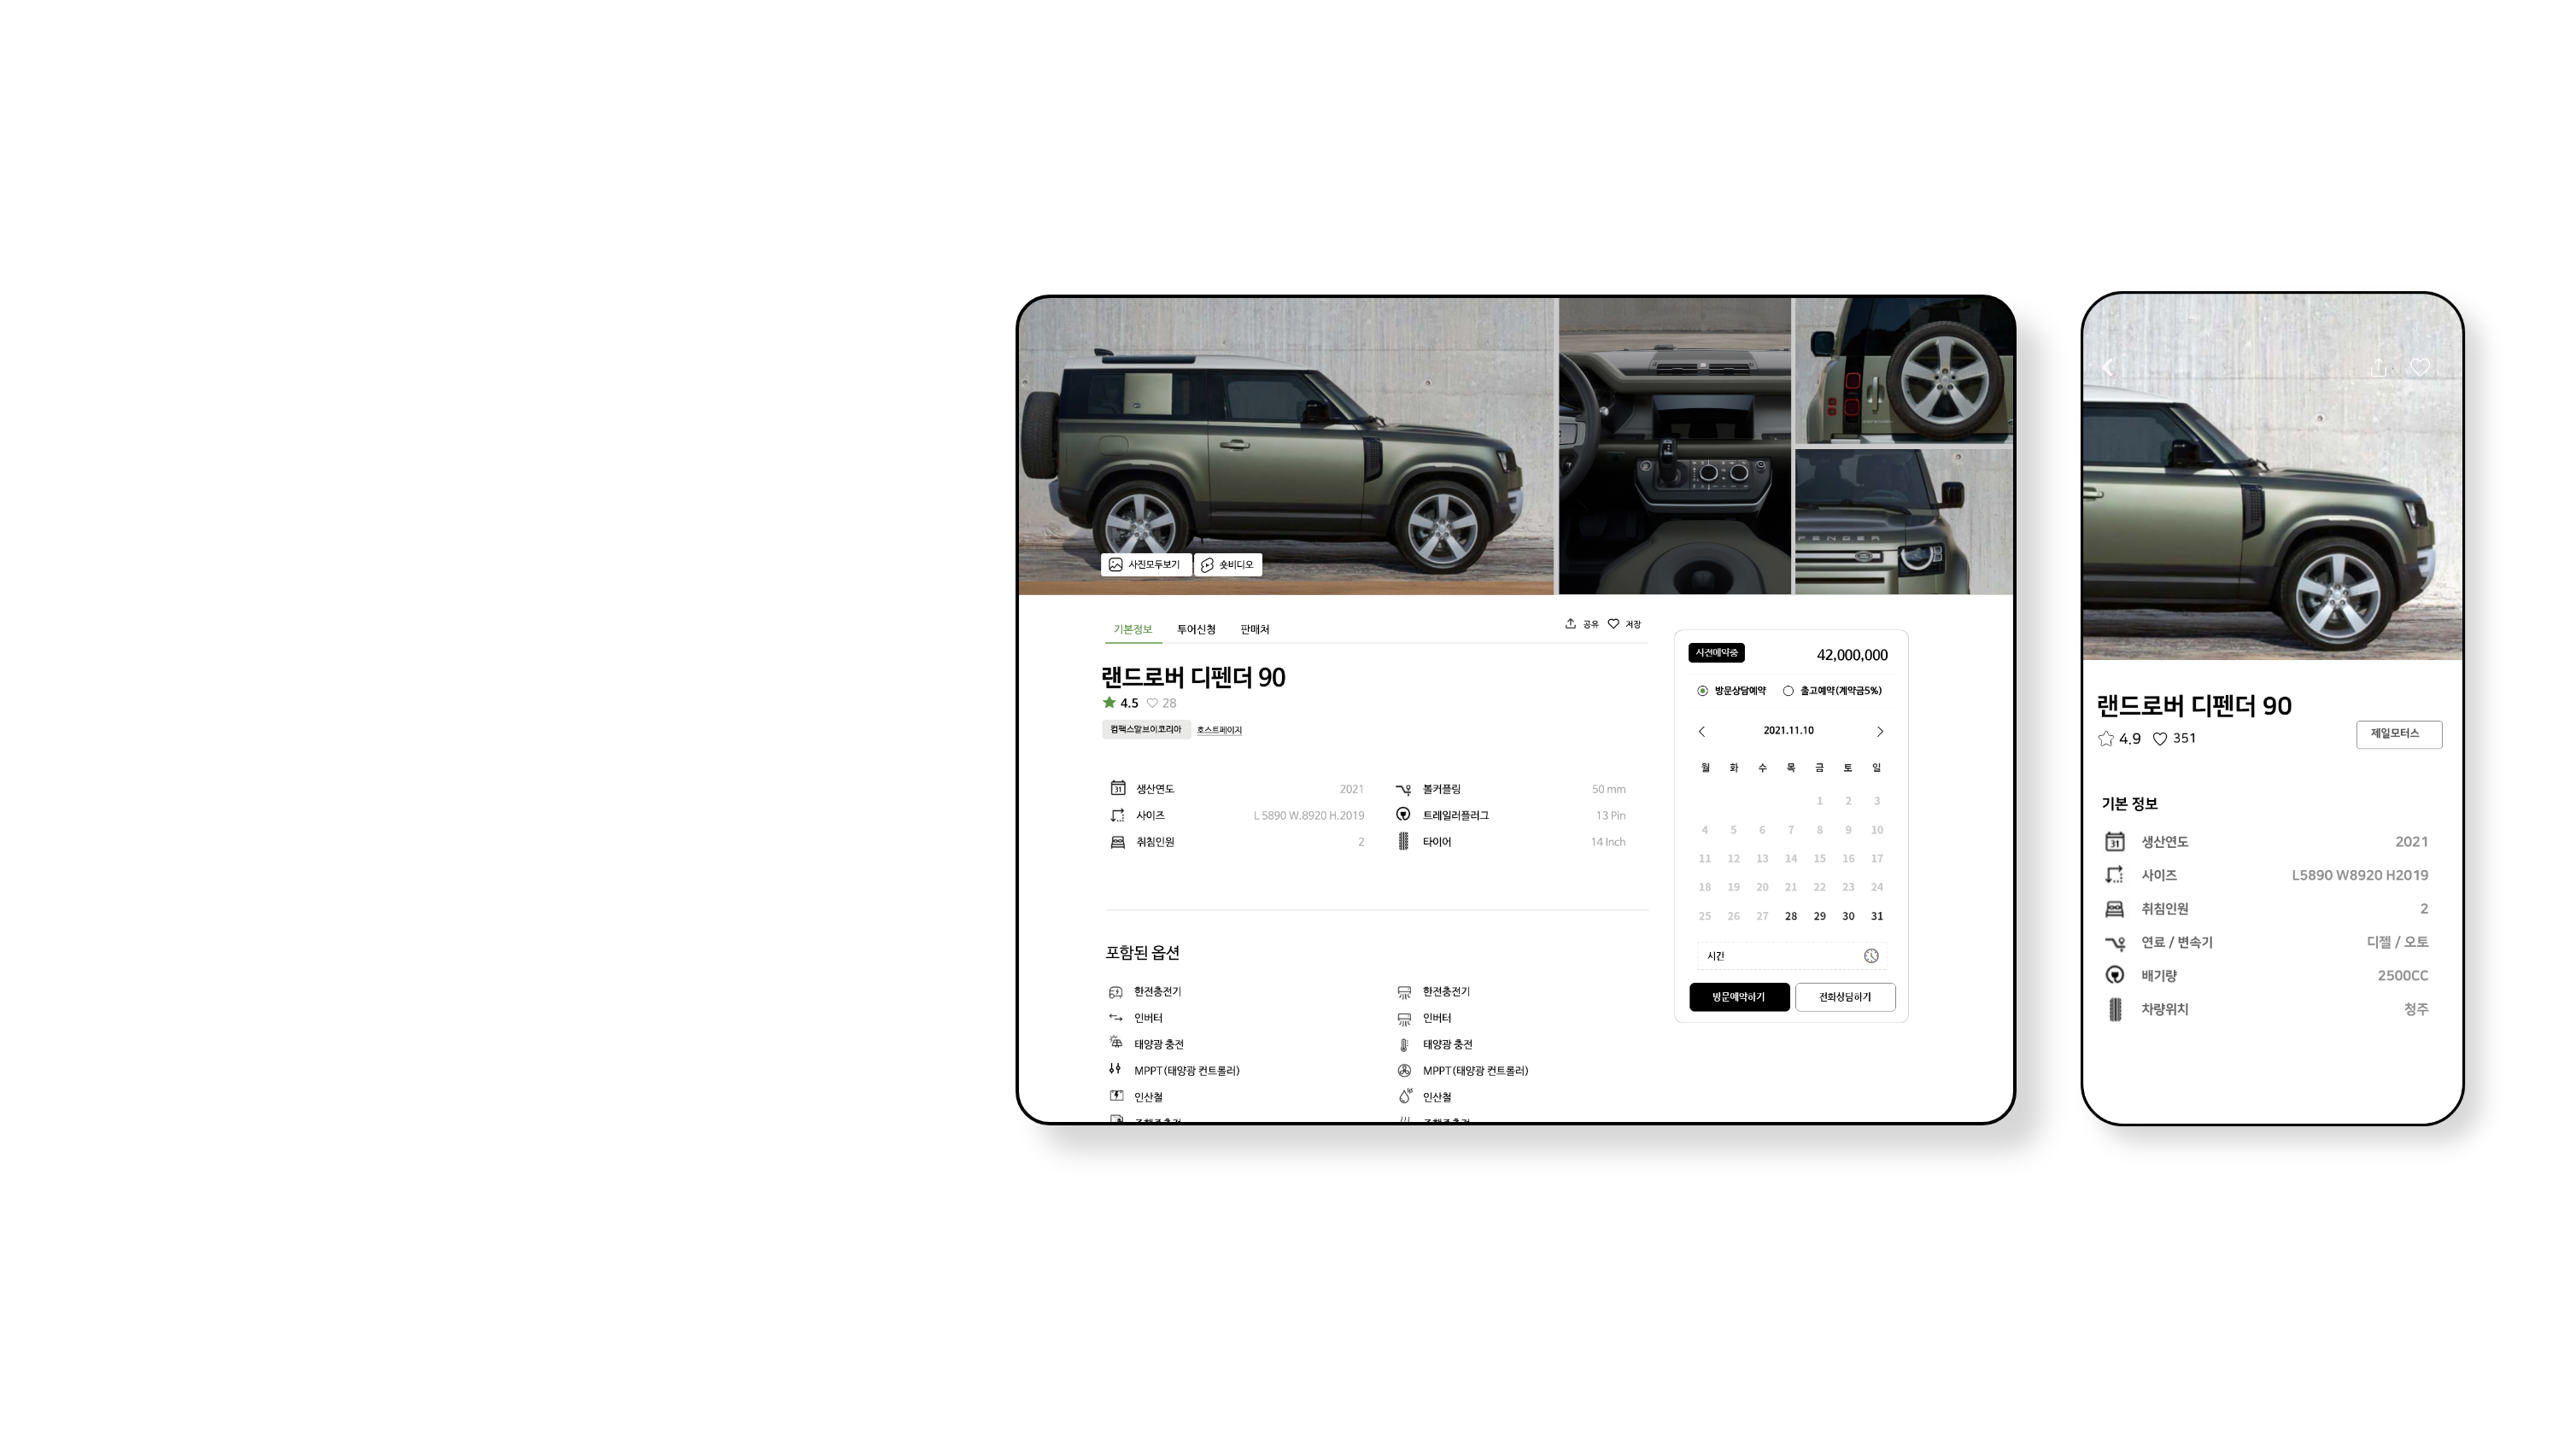 사진모두보기 숏비디오
기본정보 투어신청 판매처
공유 저장
랜드로버 디펜더 90
4.5 28
컴팩스알브이코리아 호스트페이지
생산연도 2021
사이즈 L 5890 W.8920 H.2019
취침인원 2
볼커플링 50 mm
트레일러플러그 13 Pin
타이어 14 Inch
포함된 옵션
한전충전기
인버터
태양광 충전
MPPT(태양광 컨트롤러)
인산철
한전충전기
인버터
태양광 충전
MPPT(태양광 컨트롤러)
인산철
사전예약중 42,000,000
방문상담예약 출고예약(계약금5%)
2021.11.10
월 화 수 목 금 토 일
1 2 3
4 5 6 7 8 9 10
11 12 13 14 15 16 17
18 19 20 21 22 23 24
25 26 27 28 29 30 31
시간
방문예약하기 전화상담하기
랜드로버 디펜더 90
4.9 351
제일모터스
기본 정보
생산연도 2021
사이즈 L5890 W8920 H2019
취침인원 2
연료 / 변속기 디젤 / 오토
배기량 2500CC
차량위치 청주